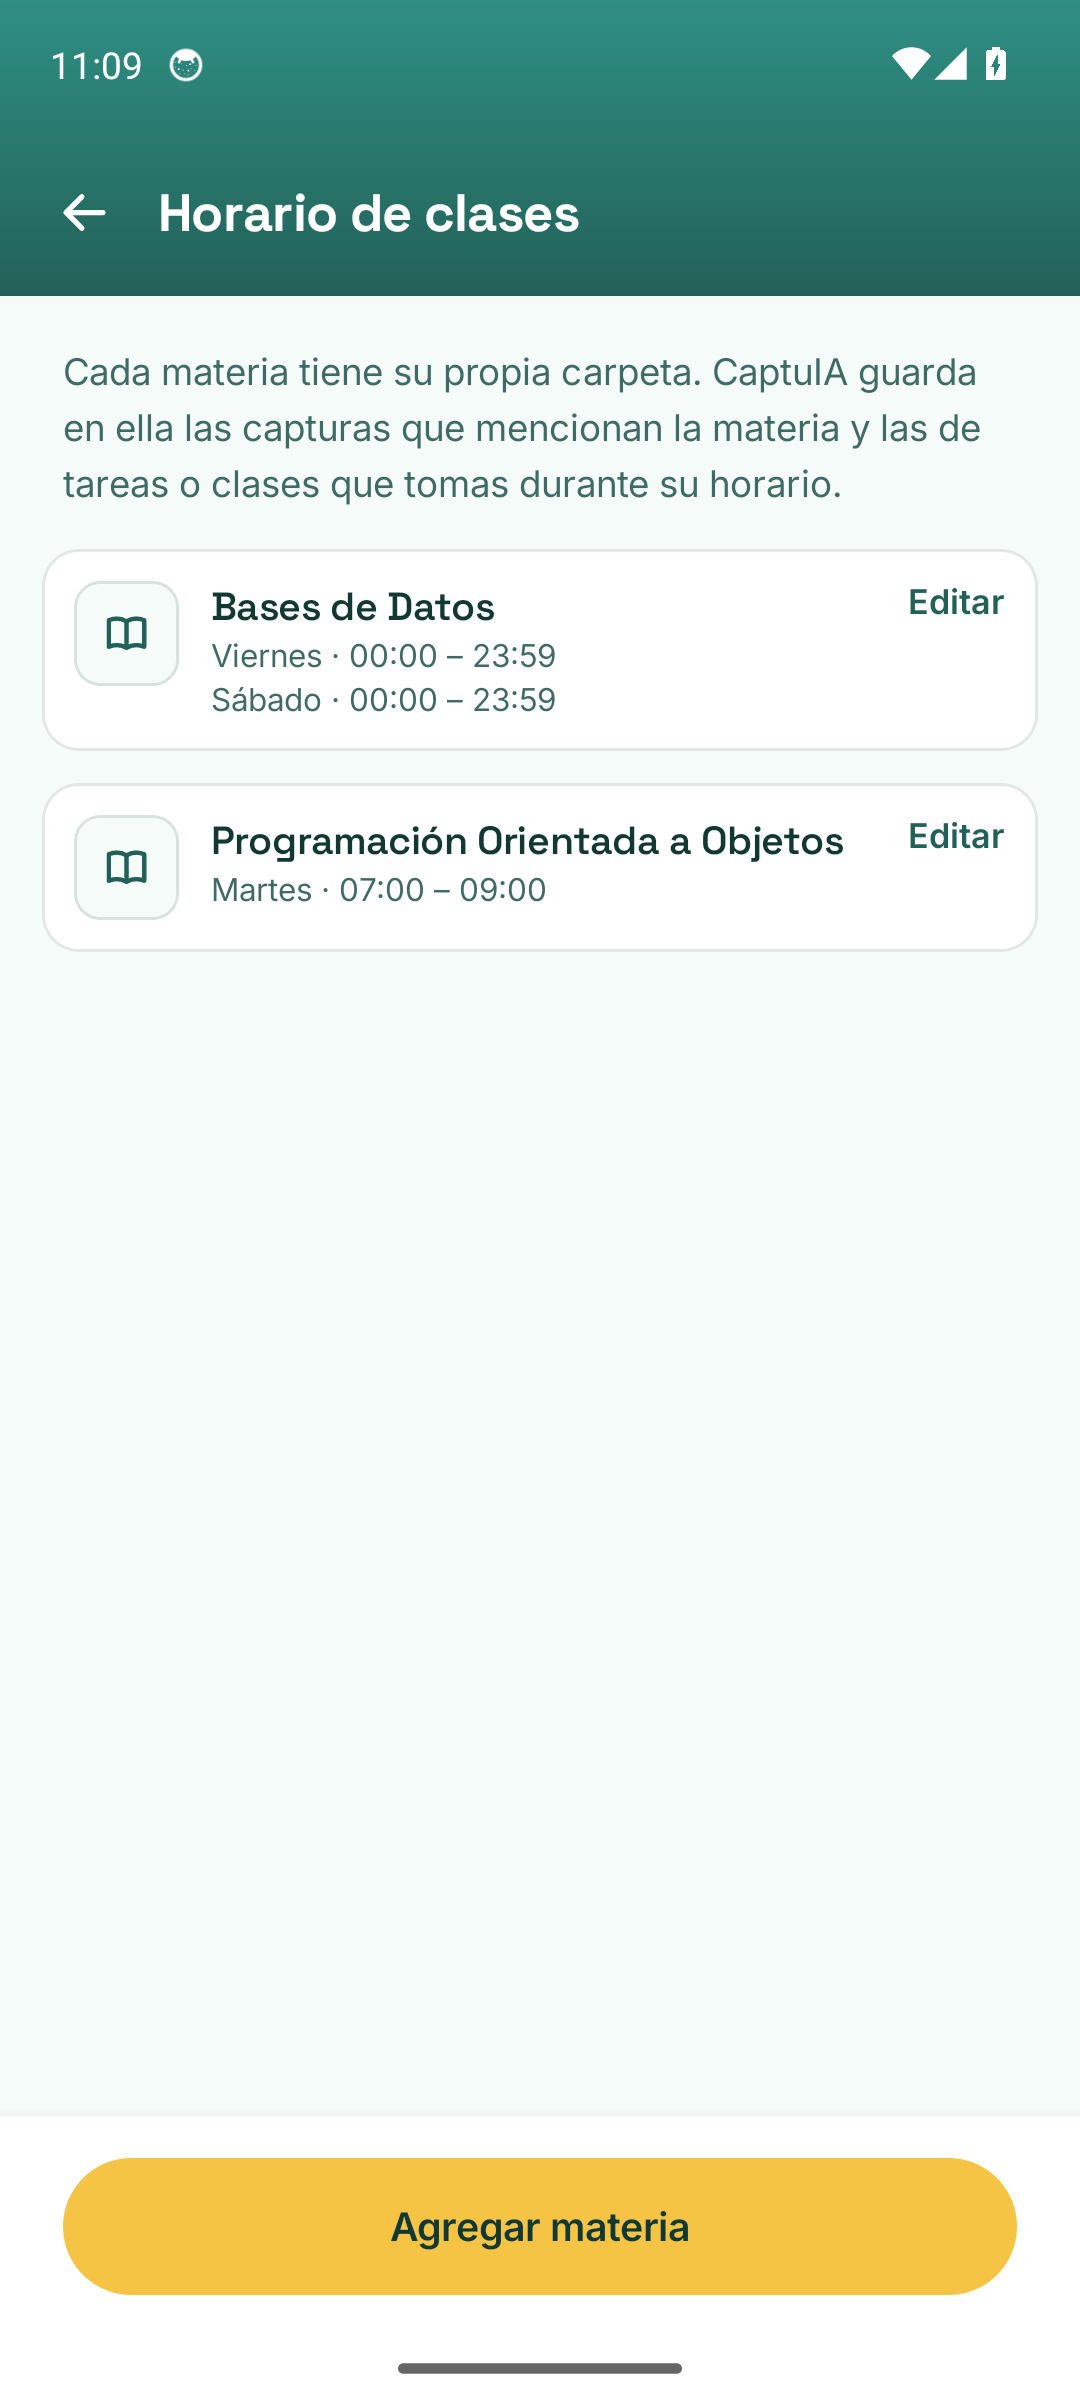 11:09
Horario de clases
Cada materia tiene su propia carpeta. CaptuIA guarda
en ella las capturas que mencionan la materia y las de
tareas o clases que tomas durante su horario.
Bases de Datos
Editar
Viernes · 00:00 – 23:59
Sábado · 00:00 – 23:59
Programación Orientada a Objetos
Editar
Martes · 07:00 – 09:00
Agregar materia